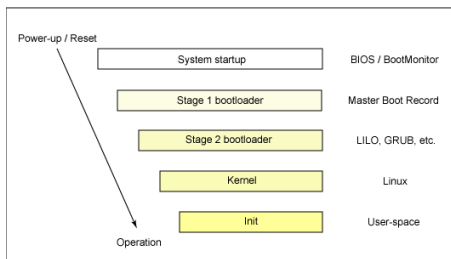 Power-up / Reset
System startup
BIOS / BootMonitor
Stage 1 bootloader
Master Boot Record
Stage 2 bootloader
LILO, GRUB, etc.
Kernel
Linux
Init
User-space
Operation